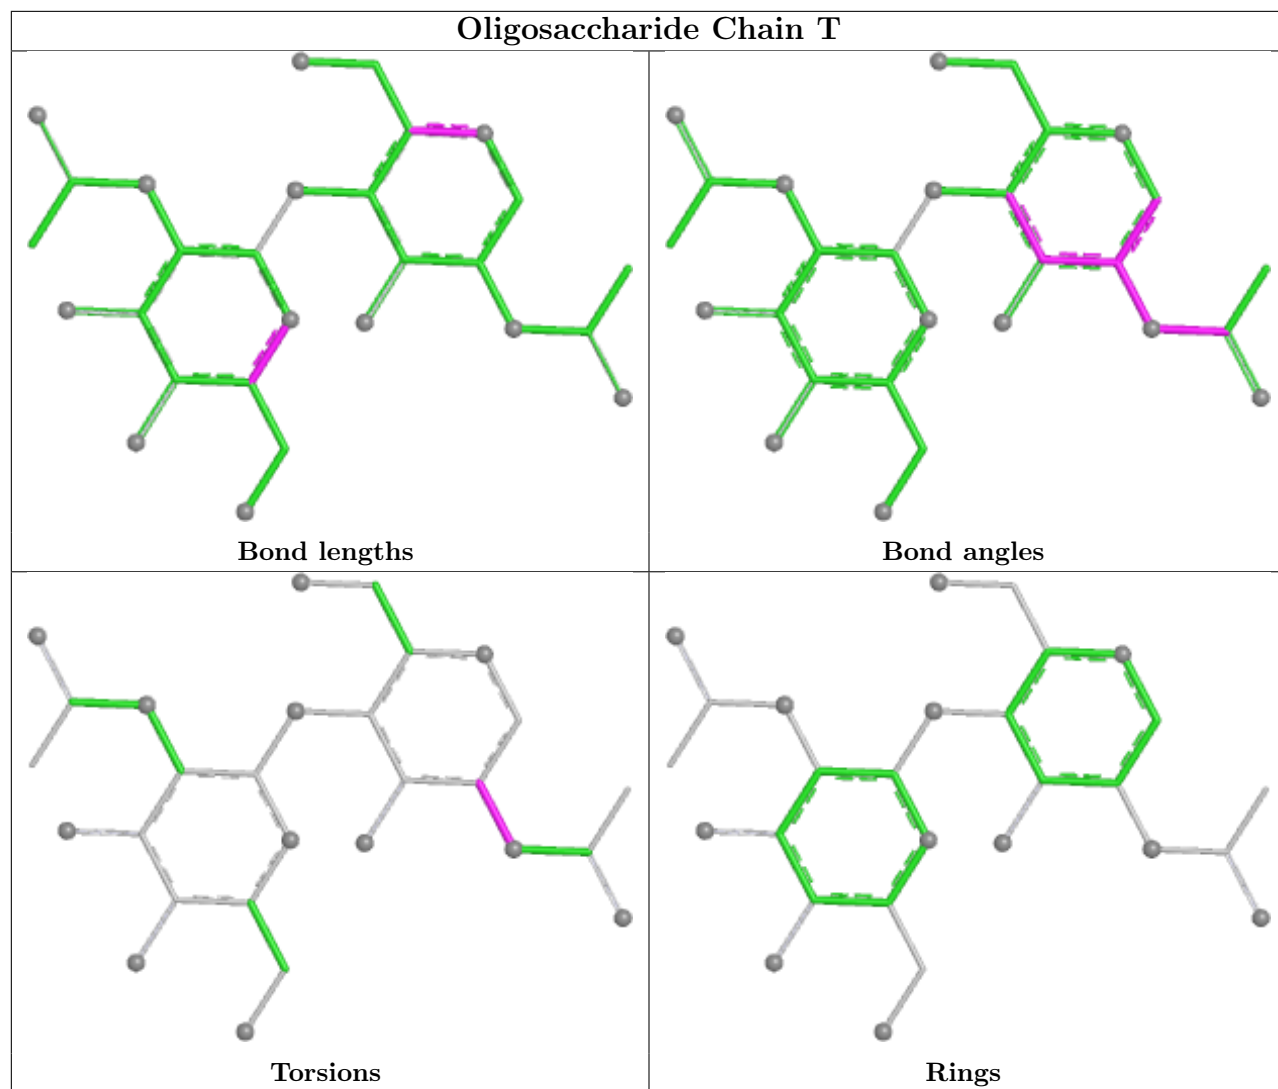 Oligosaccharide Chain T
Bond lengths
Bond angles
Torsions
Rings